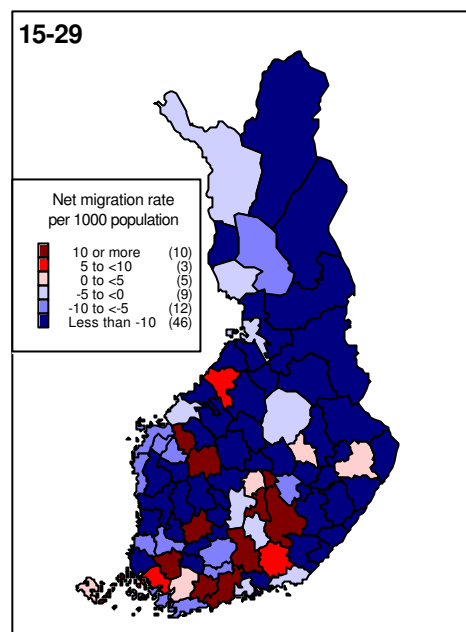 15-29
Net migration rate
per 1000 population
10 or more (10)
5 to <10 (3)
0 to <5 (5)
-5 to <0 (9)
-10 to <-5 (12)
Less than -10 (46)